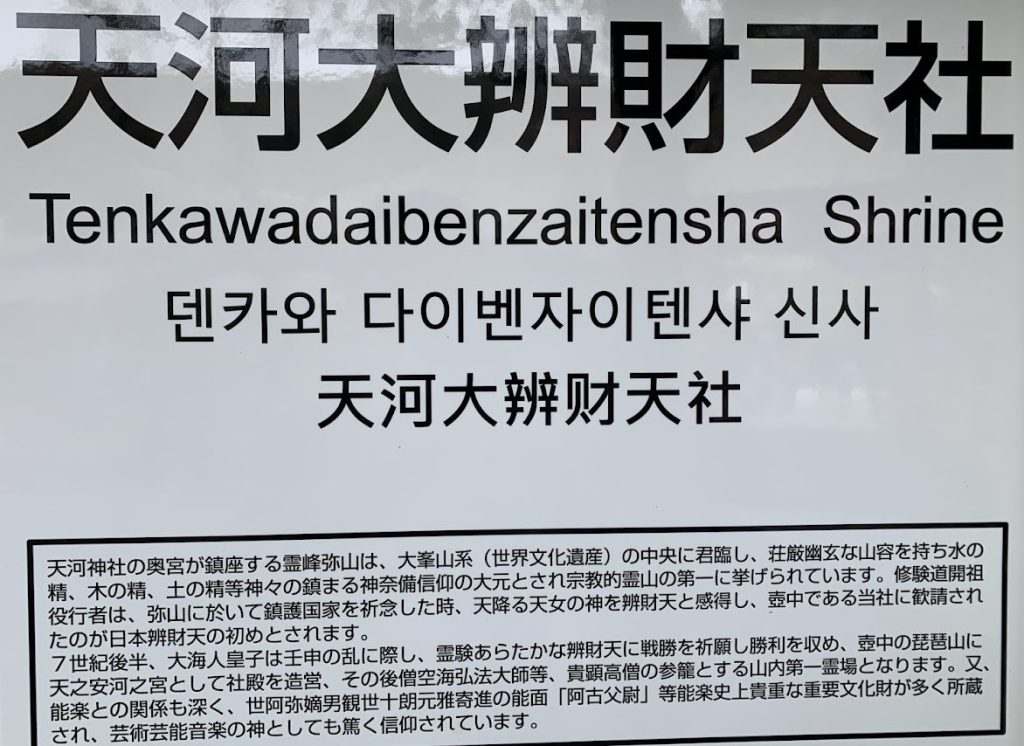 天河大辨財天社
Tenkawadaibenzaitensha Shrine
덴카와 다이벤자이텐샤 신사
天河大辨财天社
天河神社の奥宮が鎮座する霊峰弥山は、大峯山系（世界文化遺産）の中央に君臨し、荘厳幽玄な山容を持ち水の
精、木の精、土の精等神々の鎮まる神奈備信仰の大元とされ宗教的霊山の第一に挙げられています。修験道開祖
役行者は、弥山に於いて鎮護国家を祈念した時、天降る天女の神を辨財天と感得し、壺中である当社に歓請され
たのが日本辨財天の初めとされます。
７世紀後半、大海人皇子は壬申の乱に際し、霊験あらたかな辨財天に戦勝を祈願し勝利を収め、壺中の琵琶山に
天之安河之宮として社殿を造営、その後僧空海弘法大師等、貴顕高僧の参籠とする山内第一霊場となります。又、
能楽との関係も深く、世阿弥嫡男観世十朗元雅寄進の能面「阿古父尉」等能楽史上貴重な重要文化財が多く所蔵
され、芸術芸能音楽の神としても篤く信仰されています。